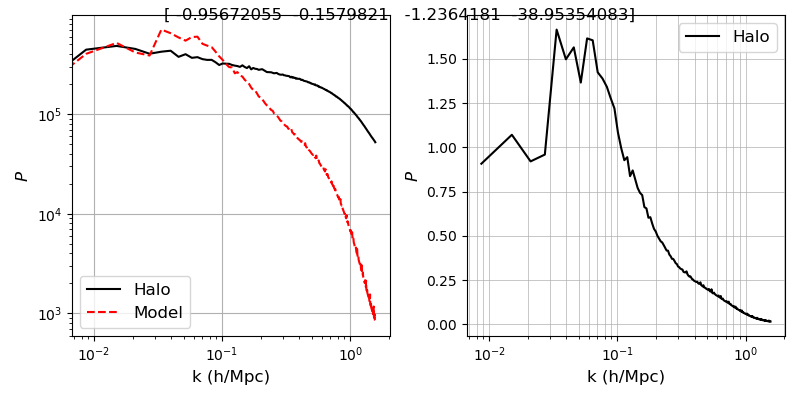 [ -0.95672055 -0.1579821 -1.2364181 -38.95354083]
P
10^5
10^4
10^3
Halo
Model
10^-2 10^-1 10^0
k (h/Mpc)
P
1.50
1.25
1.00
0.75
0.50
0.25
0.00
Halo
10^-2 10^-1 10^0
k (h/Mpc)